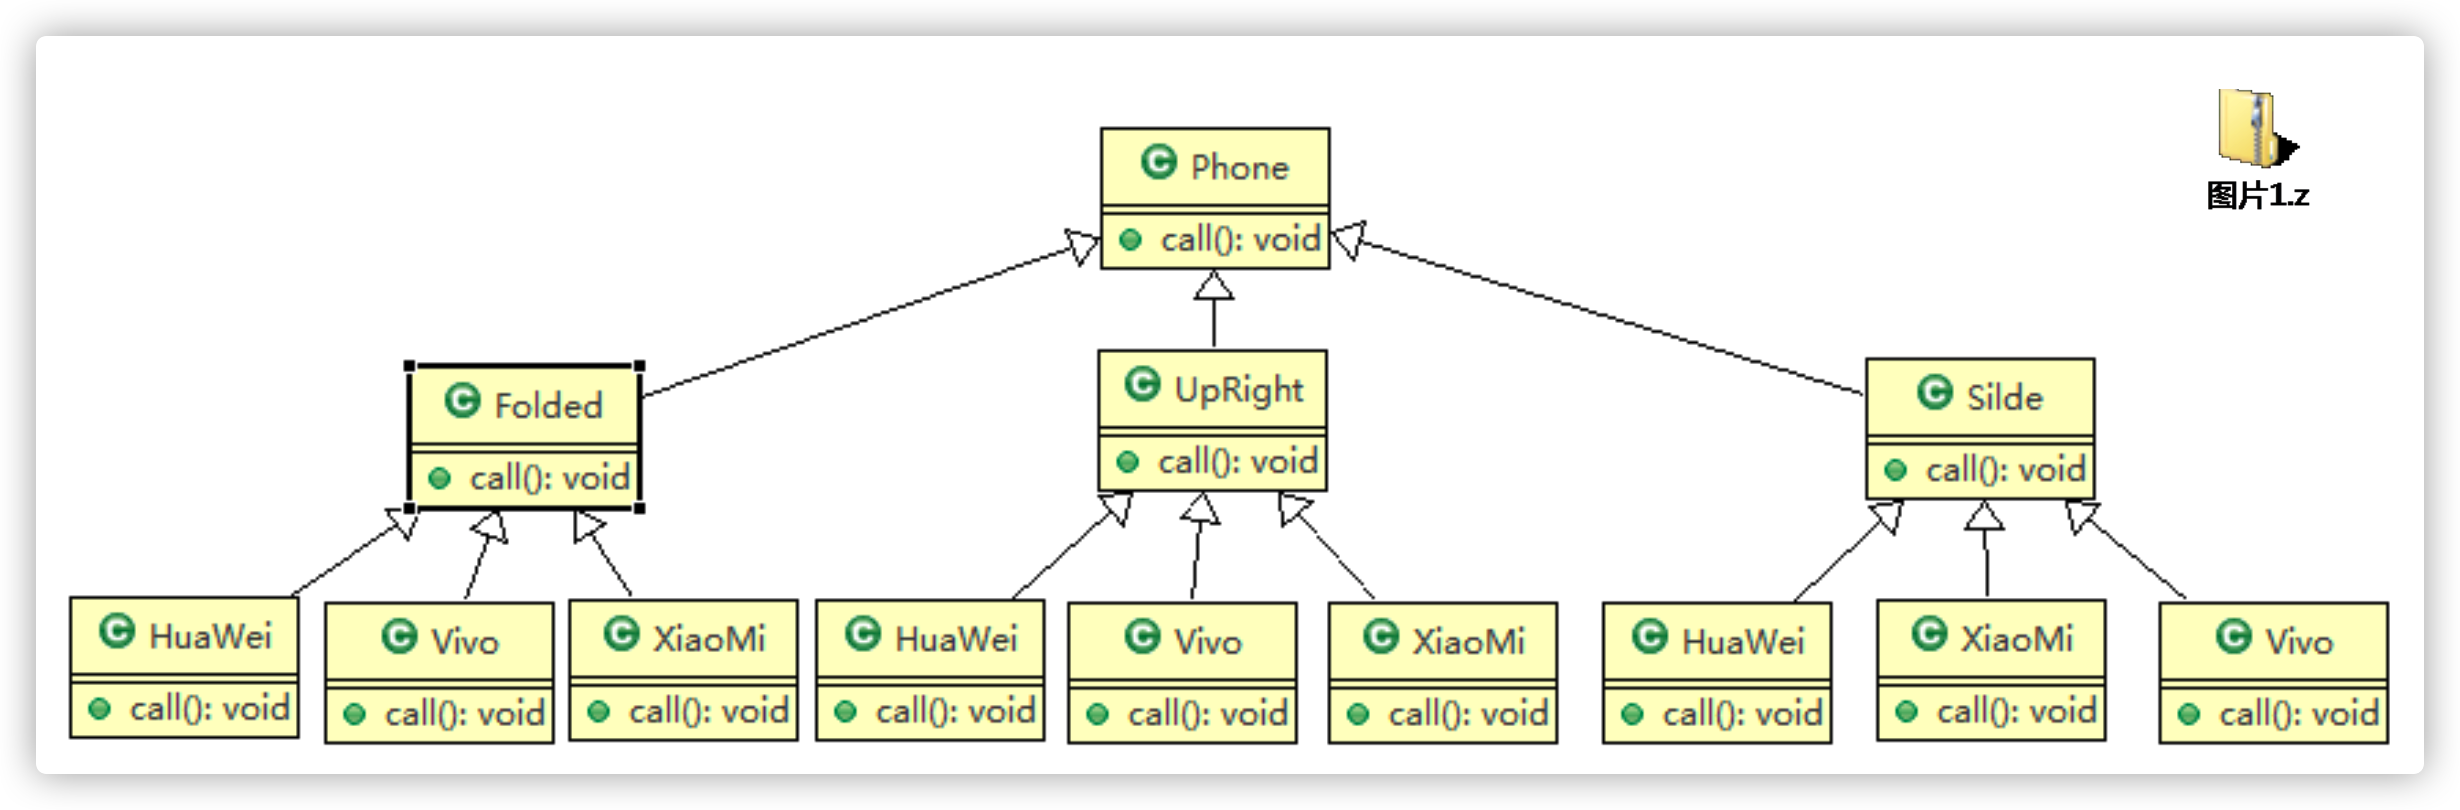 图片1.z
Phone
call(): void
Folded
call(): void
UpRight
call(): void
Silde
call(): void
HuaWei
call(): void
Vivo
call(): void
XiaoMi
call(): void
HuaWei
call(): void
Vivo
call(): void
XiaoMi
call(): void
HuaWei
call(): void
XiaoMi
call(): void
Vivo
call(): void